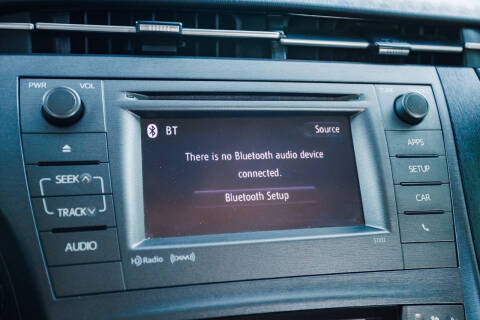 PWR
VOL
BT
Source
There is no Bluetooth audio device
connected.
Bluetooth Setup
SEEK
TRACK
AUDIO
HD Radio
((XM))
APPS
SETUP
CAR